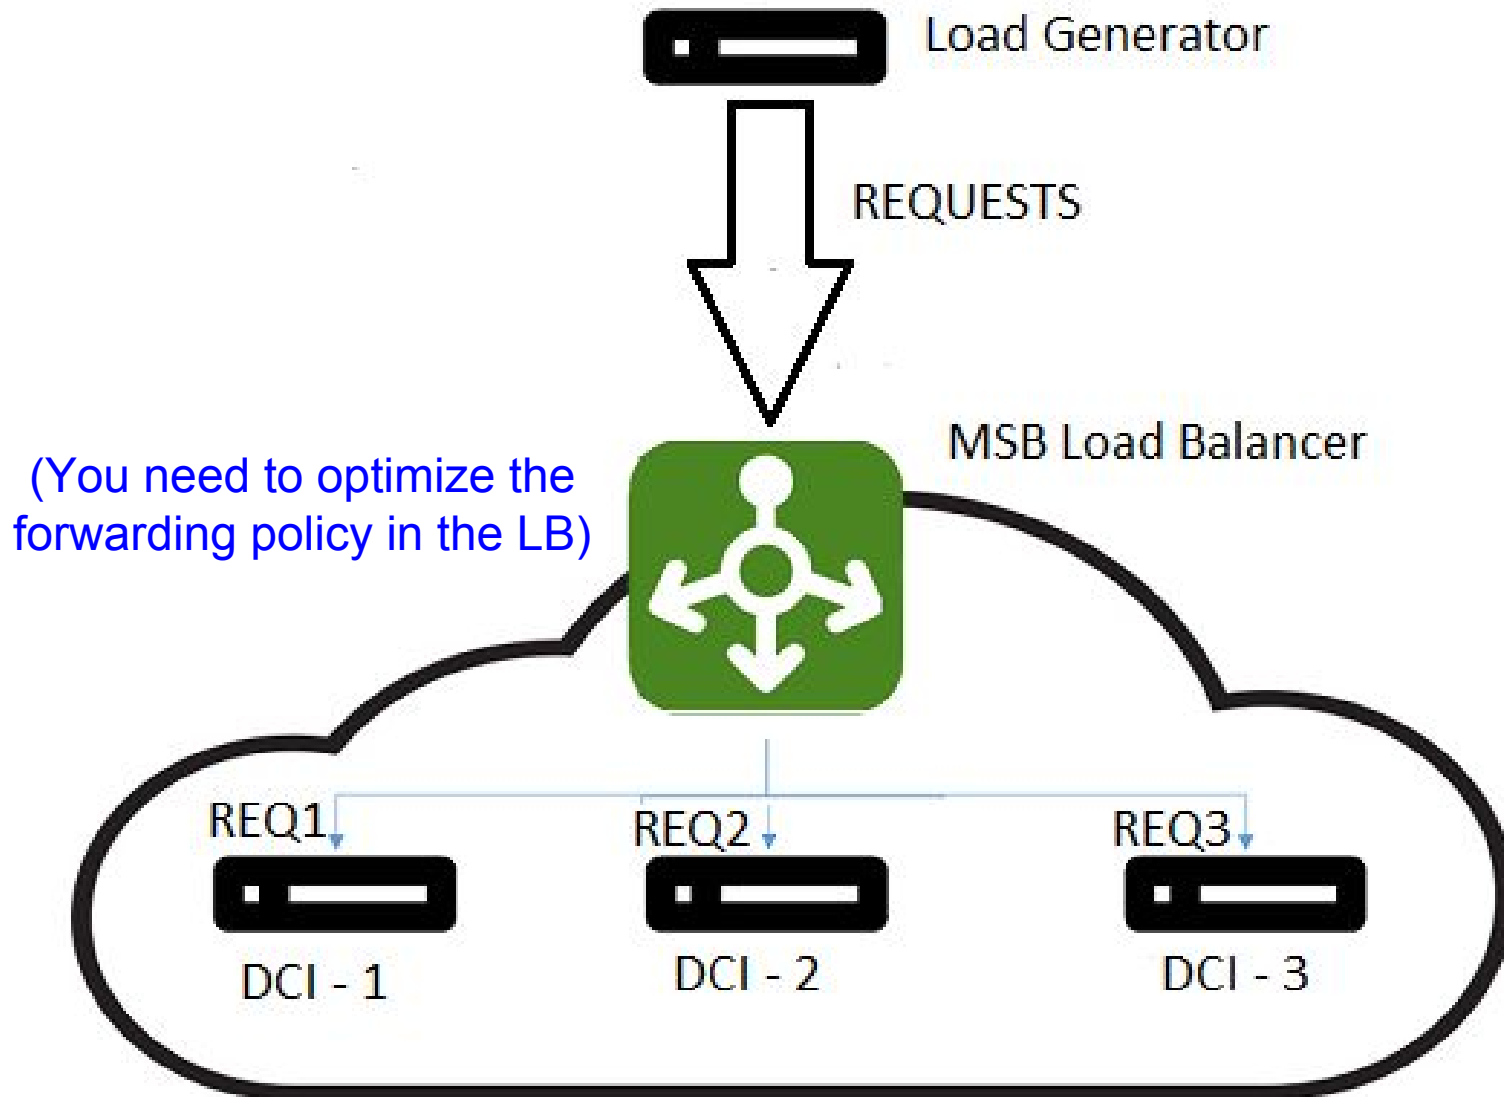 Load Generator
REQUESTS
MSB Load Balancer
(You need to optimize the
forwarding policy in the LB)
REQ1
REQ2
REQ3
DCI - 1
DCI - 2
DCI - 3